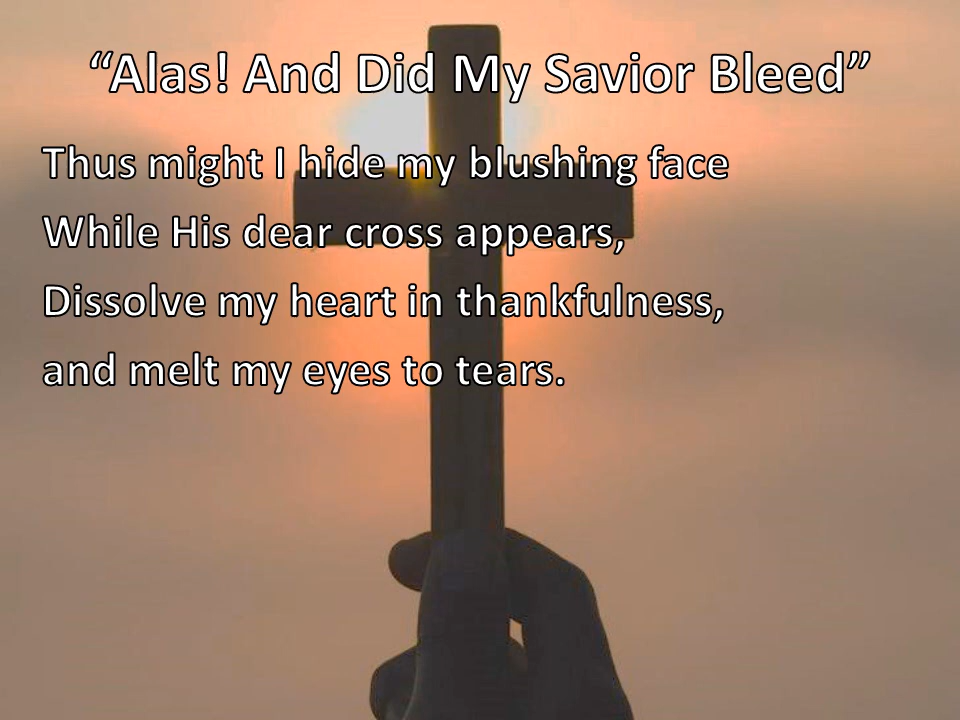 “Alas! And Did My Savior Bleed”
Thus might I hide my blushing face
While His dear cross appears,
Dissolve my heart in thankfulness,
and melt my eyes to tears.